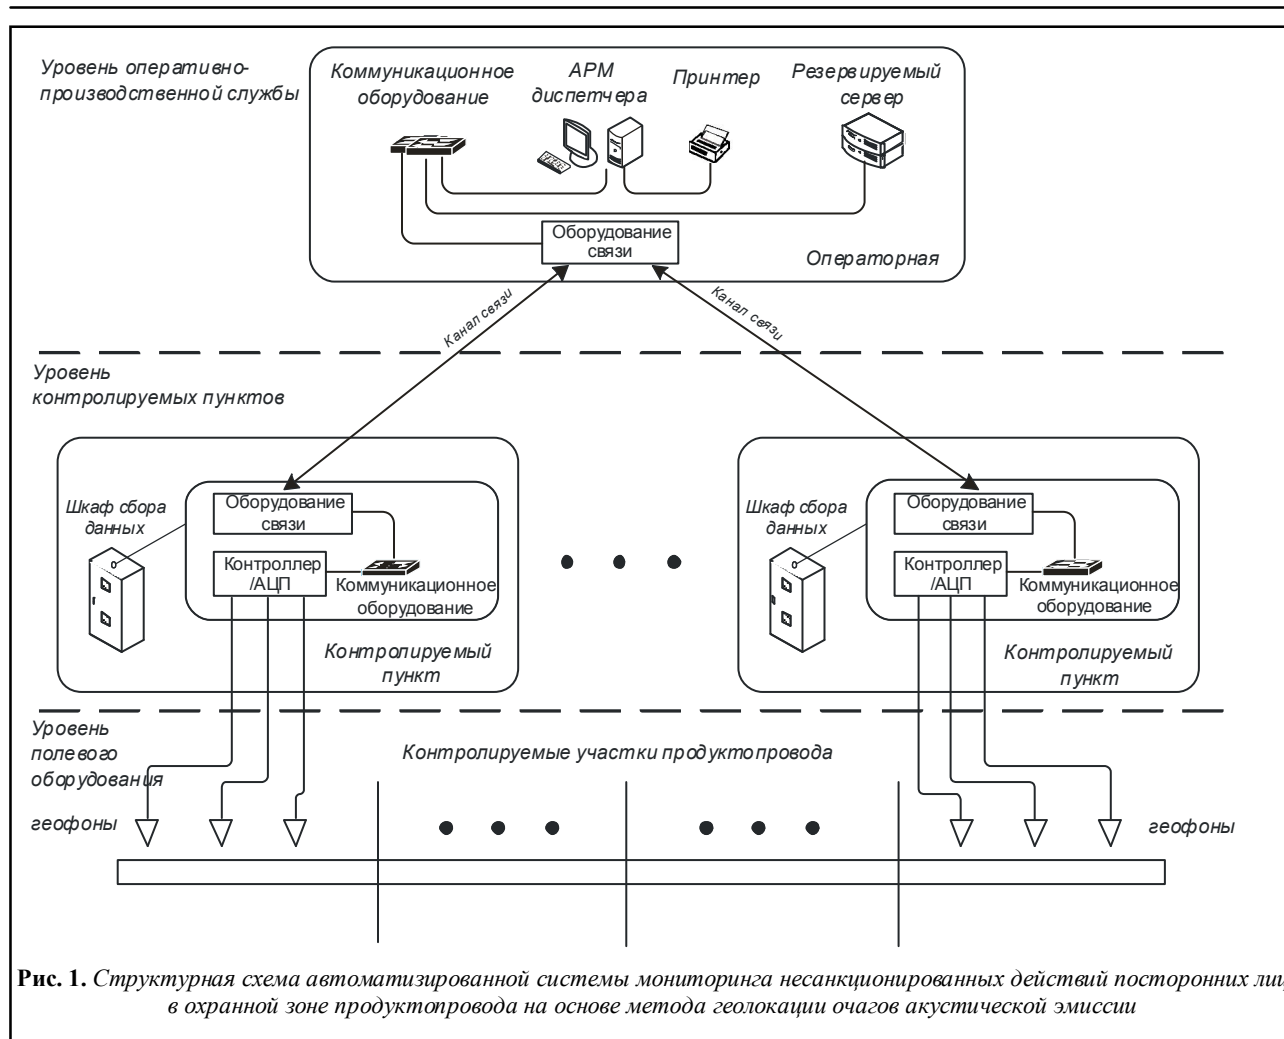 Уровень оперативно-
производственной службы
Коммуникационное
оборудование
АРМ
диспетчера
Принтер
Резервируемый
сервер
Оборудование
связи
Операторная
Канал связи
Канал связи
Уровень
контролируемых пунктов
Шкаф сбора
данных
Оборудование
связи
Контроллер
/АЦП
Коммуникационное
оборудование
Контролируемый
пункт
Шкаф сбора
данных
Оборудование
связи
Контроллер
/АЦП
Коммуникационное
оборудование
Контролируемый
пункт
Уровень
полевого
оборудования
Контролируемые участки продуктопровода
геофоны
геофоны
Рис. 1. Структурная схема автоматизированной системы мониторинга несанкционированных действий посторонних лиц
в охранной зоне продуктопровода на основе метода геолокации очагов акустической эмиссии